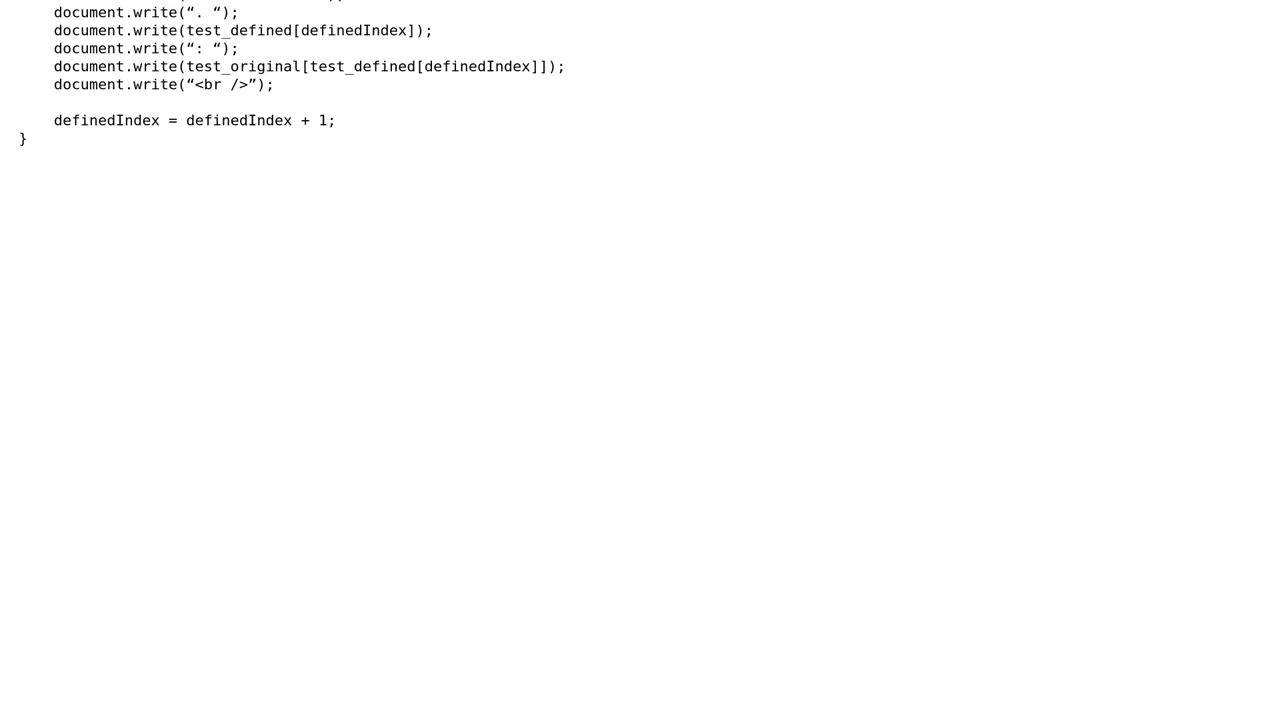 document.write(“. “);
document.write(test_defined[definedIndex]);
document.write(“: “);
document.write(test_original[test_defined[definedIndex]]);
document.write(“<br />”);
definedIndex = definedIndex + 1;
}